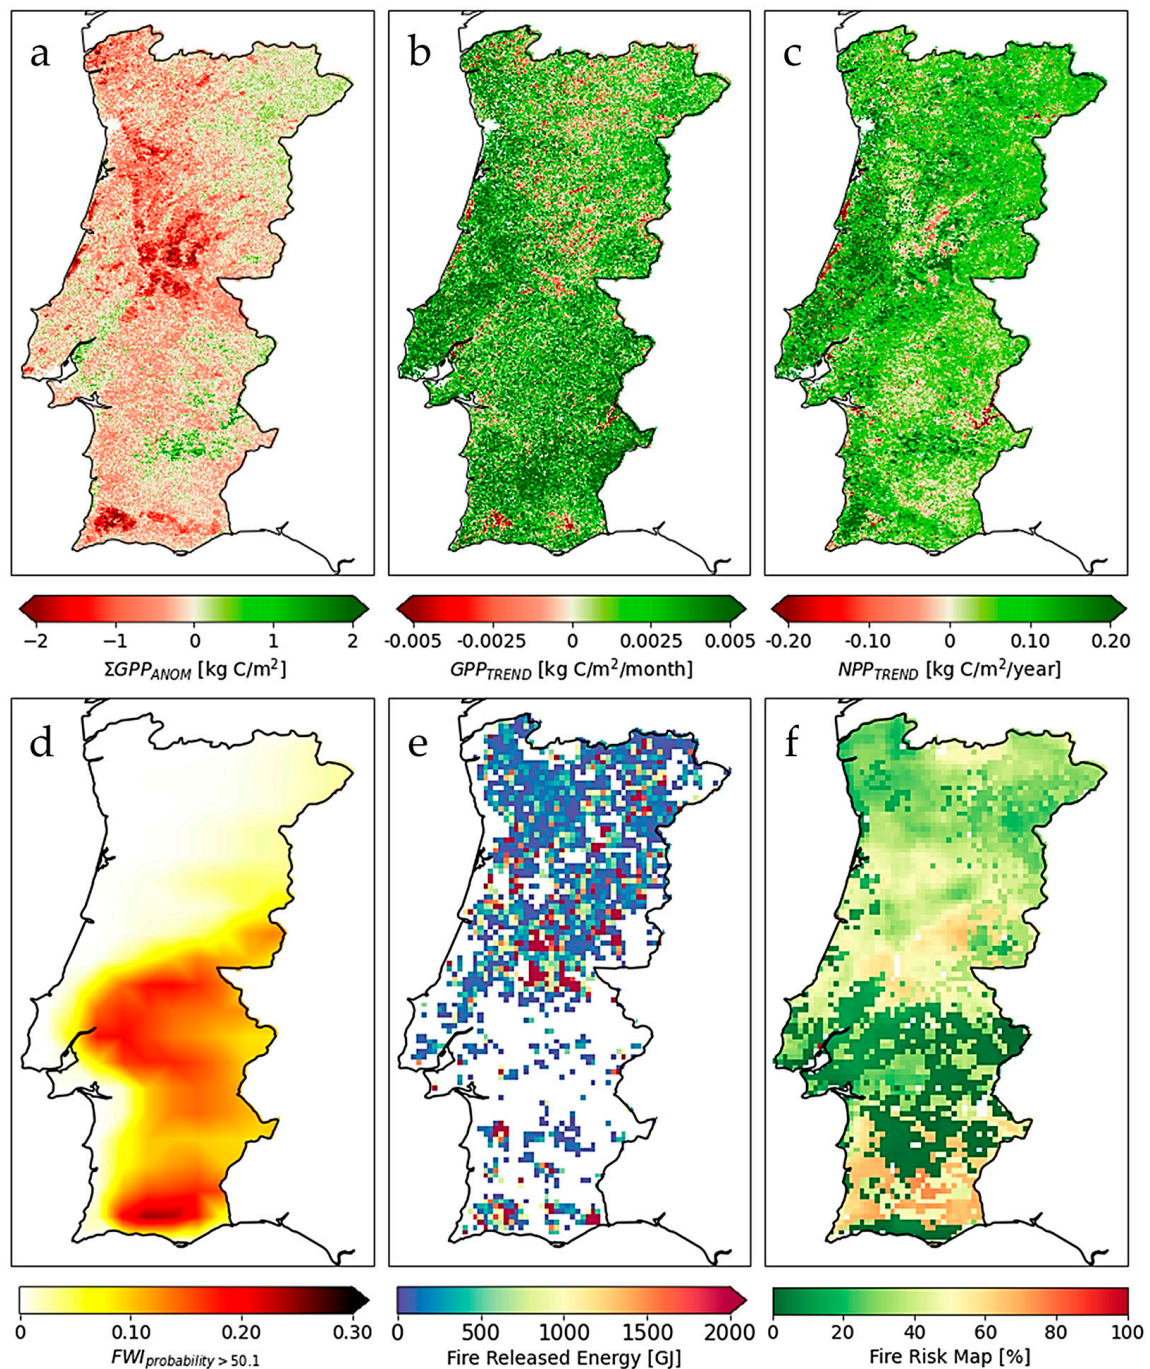 a b c
−2 −1 0 1 2
ΣGPP_ANOM [kg C/m²]
-0.005 -0.0025 0 0.0025 0.005
GPP_TREND [kg C/m²/month]
-0.20 -0.10 0 0.10 0.20
NPP_TREND [kg C/m²/year]
d e f
0 0.10 0.20 0.30
FWI_probability > 50.1
0 500 1000 1500 2000
Fire Released Energy [GJ]
0 20 40 60 80 100
Fire Risk Map [%]